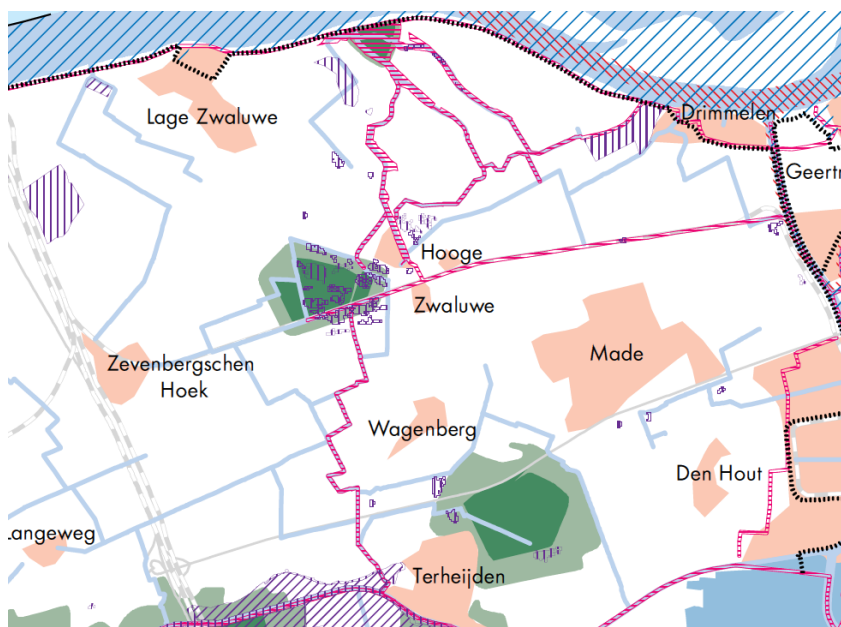 Lage Zwaluwe
Drimmelen
Geertr
Hooge
Zwaluwe
Zevenbergschen
Hoek
Made
Wagenberg
Den Hout
Langeweg
Terheijden